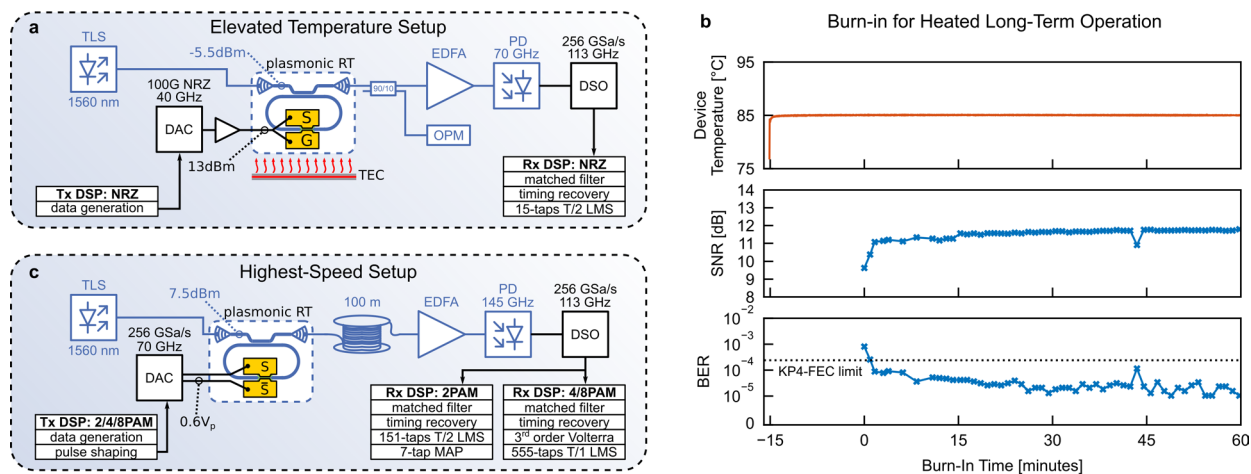 a
Elevated Temperature Setup
TLS
1560 nm
-5.5dBm
plasmonic RT
100G NRZ
40 GHz
DAC
13dBm
S
G
TEC
90/10
OPM
EDFA
PD
70 GHz
256 GSa/s
113 GHz
DSO
Tx DSP: NRZ
data generation
Rx DSP: NRZ
matched filter
timing recovery
15-taps T/2 LMS
c
Highest-Speed Setup
TLS
1560 nm
7.5dBm
plasmonic RT
256 GSa/s
70 GHz
DAC
0.6Vₚ
S
S̅
100 m
EDFA
PD
145 GHz
256 GSa/s
113 GHz
DSO
Tx DSP: 2/4/8PAM
data generation
pulse shaping
Rx DSP: 2PAM
matched filter
timing recovery
151-taps T/2 LMS
7-tap MAP
Rx DSP: 4/8PAM
matched filter
timing recovery
3ʳᵈ order Volterra
555-taps T/1 LMS
b
Burn-in for Heated Long-Term Operation
Device
Temperature [°C]
95
85
75
SNR [dB]
14
12
11
10
9
8
BER
10⁻²
10⁻³
10⁻⁴
10⁻⁵
0
KP4-FEC limit
−15 0 15 30 45 60
Burn-In Time [minutes]